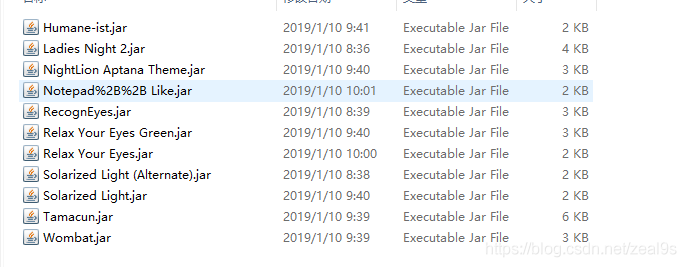 Humane-ist.jar 2019/1/10 9:41 Executable Jar File 2 KB
Ladies Night 2.jar 2019/1/10 8:36 Executable Jar File 4 KB
NightLion Aptana Theme.jar 2019/1/10 9:40 Executable Jar File 3 KB
Notepad%2B%2B Like.jar 2019/1/10 10:01 Executable Jar File 2 KB
RecognEyes.jar 2019/1/10 8:39 Executable Jar File 3 KB
Relax Your Eyes Green.jar 2019/1/10 9:40 Executable Jar File 3 KB
Relax Your Eyes.jar 2019/1/10 10:00 Executable Jar File 2 KB
Solarized Light (Alternate).jar 2019/1/10 8:38 Executable Jar File 2 KB
Solarized Light.jar 2019/1/10 9:40 Executable Jar File 2 KB
Tamacun.jar 2019/1/10 9:39 Executable Jar File 6 KB
Wombat.jar 2019/1/10 9:39 Executable Jar File 3 KB
https://blog.csdn.net/zeal9s